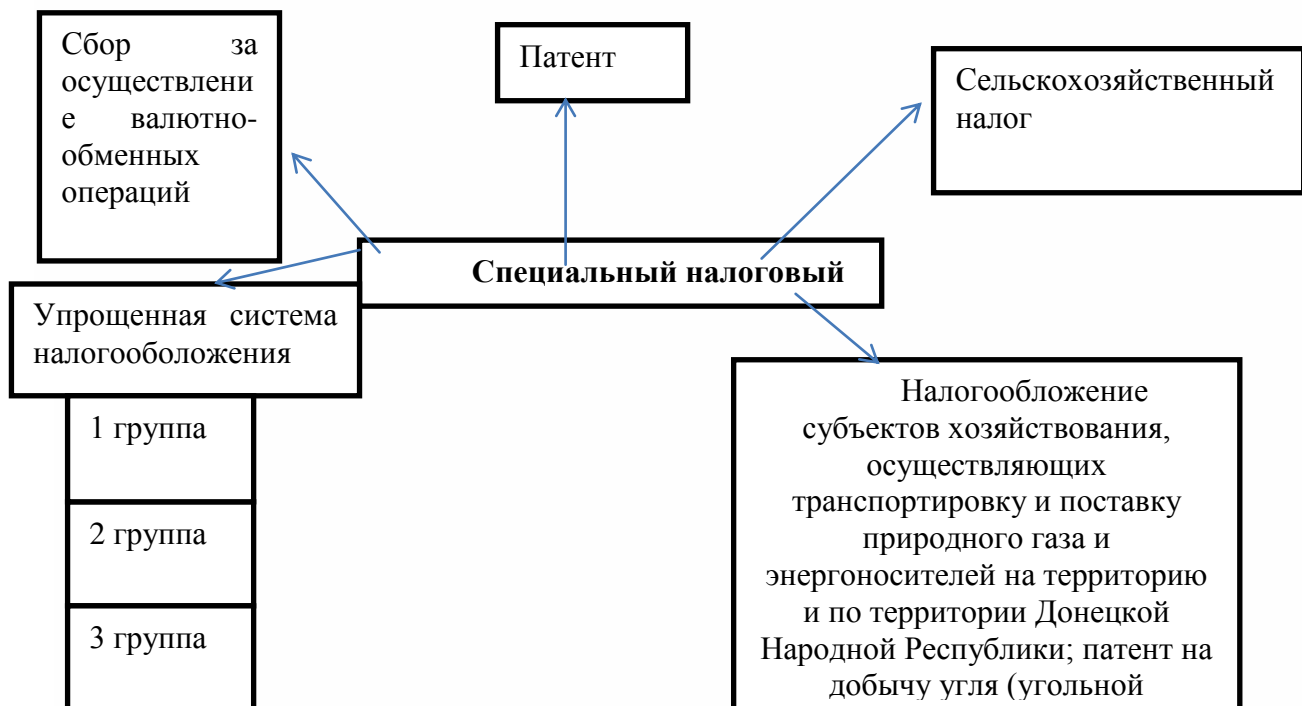 Сбор за
осуществлени
е валютно-
обменных
операций
Патент
Сельскохозяйственный
налог
Специальный налоговый
Упрощенная система
налогооболожения
1 группа
2 группа
3 группа
Налогообложение
субъектов хозяйствования,
осуществляющих
транспортировку и поставку
природного газа и
энергоносителей на территорию
и по территории Донецкой
Народной Республики; патент на
добычу угля (угольной